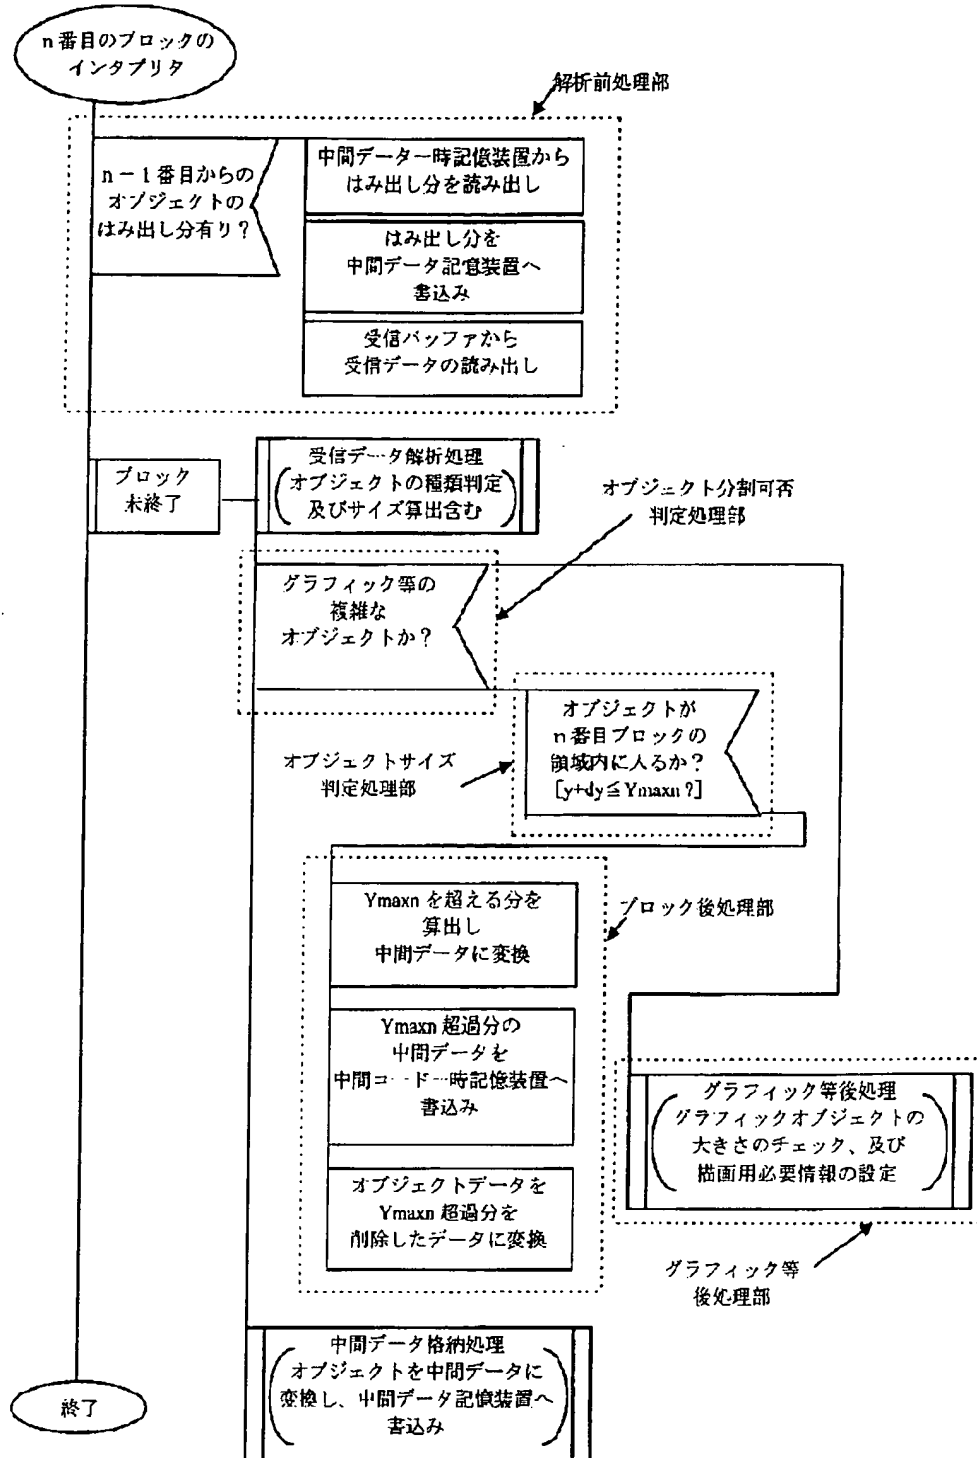 n番目のブロックの
インタプリタ
解析前処理部
n-1番目からの
オブジェクトの
はみ出し分有り?
中間データ一時記憶装置から
はみ出し分を読み出し
はみ出し分を
中間データ記憶装置へ
書込み
受信バッファから
受信データの読み出し
ブロック
未終了
受信データ解析処理
オブジェクトの種類判定
及びサイズ算出含む
オブジェクト分割可否
判定処理部
グラフィック等の
複雑な
オブジェクトか?
オブジェクトが
n番目ブロックの
領域内に入るか?
[y+dy≦Ymaxn?]
オブジェクトサイズ
判定処理部
Ymaxnを超える分を
算出し
中間データに変換
ブロック後処理部
Ymaxn超過分の
中間データを
中間コード一時記憶装置へ
書込み
オブジェクトデータを
Ymaxn超過分を
削除したデータに変換
グラフィック等後処理
グラフィックオブジェクトの
大きさのチェック、及び
描画用必要情報の設定
グラフィック等
後処理部
中間データ格納処理
オブジェクトを中間データに
変換し、中間データ記憶装置へ
書込み
終了